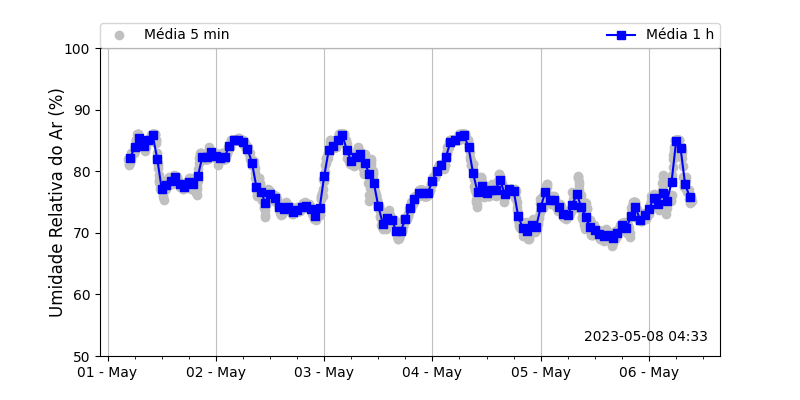 Média 5 min
Média 1 h
100
90
80
70
60
50
Umidade Relativa do Ar (%)
2023-05-08 04:33
01 - May
02 - May
03 - May
04 - May
05 - May
06 - May